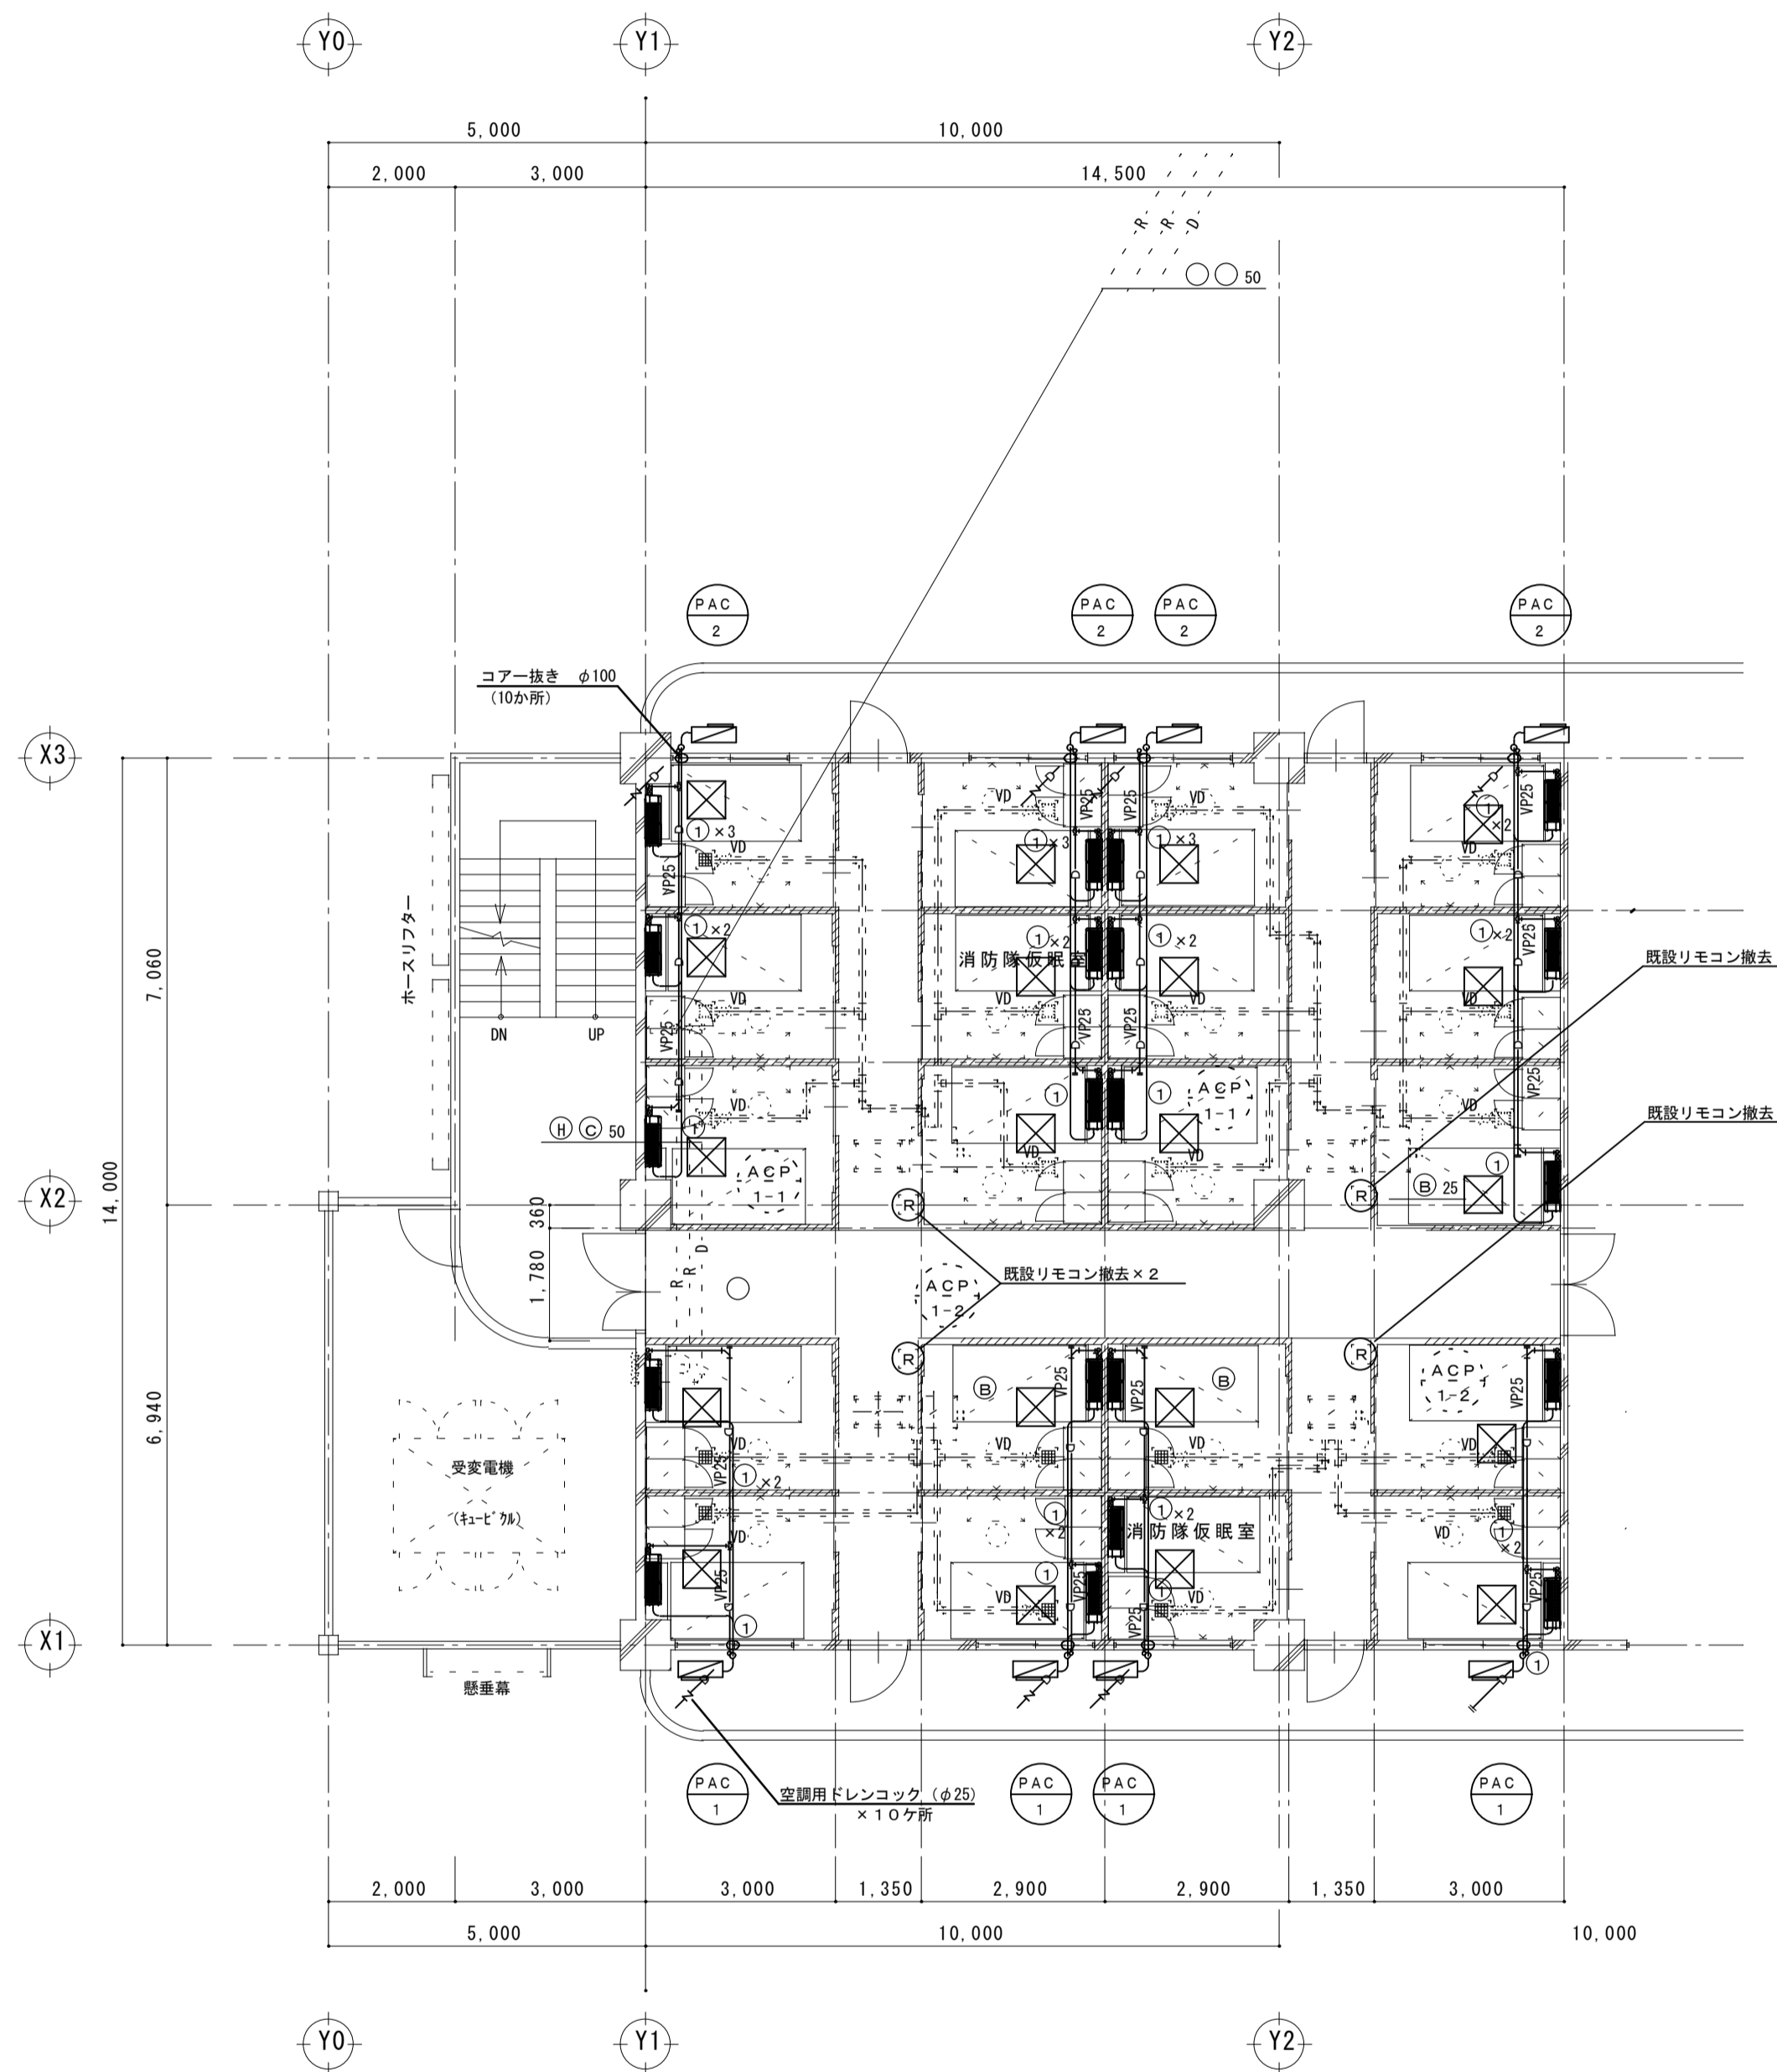 Y0
Y1
Y2
5,000
10,000
2,000
3,000
14,500
R
R
D
50
PAC
2
PAC
2
PAC
2
PAC
2
コアー抜き φ100
(10か所)
X3
①×3
VD
VP25
VD
VP25
①×3
VP25
VD
①×3
①
×2
VP25
VD
ホースリフター
①×2
①×2
消防隊仮眠室
①×2
①×2
VP25
既設リモコン撤去
7,060
DN
UP
VP25
VD
VD
VP25
VP25
VD
VD
VP25
VD
VD
①
①
ACP
1-1
既設リモコン撤去
Ⓗ Ⓒ 50
①
VD
VD
①
Ⓑ 25
ACP
1-1
14,000
X2
360
R
R
1,780
R
R
D
既設リモコン撤去×2
ACP
1-2
R
R
Ⓑ
VP25
VP25
Ⓑ
ACP
1-2
VP25
6,940
受変電機
(キュービクル)
VD
VP25
①×2
VD
VD
VD
VD
①
×2
①×2
消防隊仮眠室
VD
①
×2
VP25
①
VD
VP25
VP25
①
VD
VP25
①
X1
①
懸垂幕
PAC
1
PAC
1
PAC
1
PAC
1
空調用ドレンコック (φ25)
×10ケ所
2,000
3,000
3,000
1,350
2,900
2,900
1,350
3,000
5,000
10,000
10,000
Y0
Y1
Y2